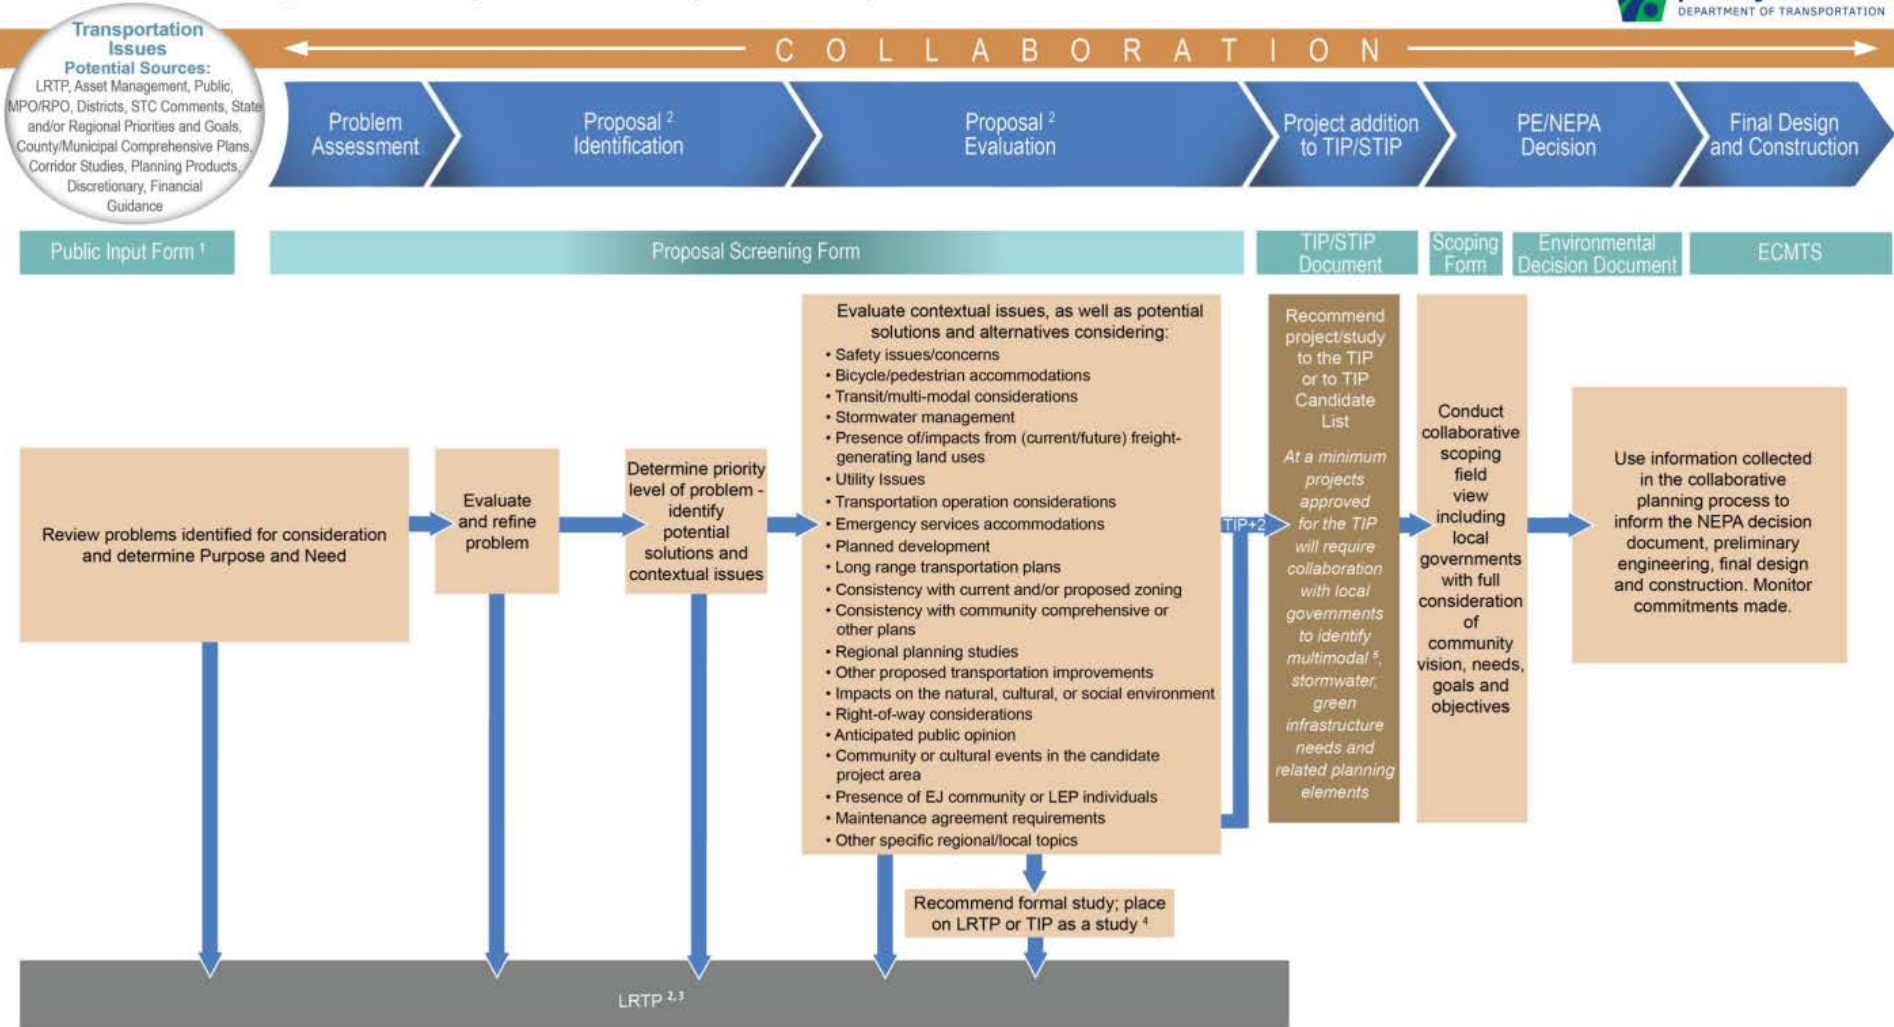 DEPARTMENT OF TRANSPORTATION
Transportation
Issues
Potential Sources:
LRTP, Asset Management, Public,
MPO/RPO, Districts, STC Comments, State
and/or Regional Priorities and Goals,
County/Municipal Comprehensive Plans,
Corridor Studies, Planning Products,
Discretionary, Financial
Guidance
COLLABORATION
Problem
Assessment
Proposal ²
Identification
Proposal ²
Evaluation
Project addition
to TIP/STIP
PE/NEPA
Decision
Final Design
and Construction
Public Input Form ¹
Proposal Screening Form
TIP/STIP
Document
Scoping
Form
Environmental
Decision Document
ECMTS
Review problems identified for consideration
and determine Purpose and Need
Evaluate
and refine
problem
Determine priority
level of problem -
identify
potential
solutions and
contextual issues
Evaluate contextual issues, as well as potential
solutions and alternatives considering:
• Safety issues/concerns
• Bicycle/pedestrian accommodations
• Transit/multi-modal considerations
• Stormwater management
• Presence of/impacts from (current/future) freight-
generating land uses
• Utility Issues
• Transportation operation considerations
• Emergency services accommodations
• Planned development
• Long range transportation plans
• Consistency with current and/or proposed zoning
• Consistency with community comprehensive or
other plans
• Regional planning studies
• Other proposed transportation improvements
• Impacts on the natural, cultural, or social environment
• Right-of-way considerations
• Anticipated public opinion
• Community or cultural events in the candidate
project area
• Presence of EJ community or LEP individuals
• Maintenance agreement requirements
• Other specific regional/local topics
TIP+2
Recommend
project/study
to the TIP
or to TIP
Candidate
List
At a minimum
projects
approved
for the TIP
will require
collaboration
with local
governments
to identify
multimodal ⁵,
stormwater,
green
infrastructure
needs and
related planning
elements
Conduct
collaborative
scoping
field
view
including
local
governments
with full
consideration
of
community
vision, needs,
goals and
objectives
Use information collected
in the collaborative
planning process to
inform the NEPA decision
document, preliminary
engineering, final design
and construction. Monitor
commitments made.
Recommend formal study; place
on LRTP or TIP as a study ⁴
LRTP ²,³